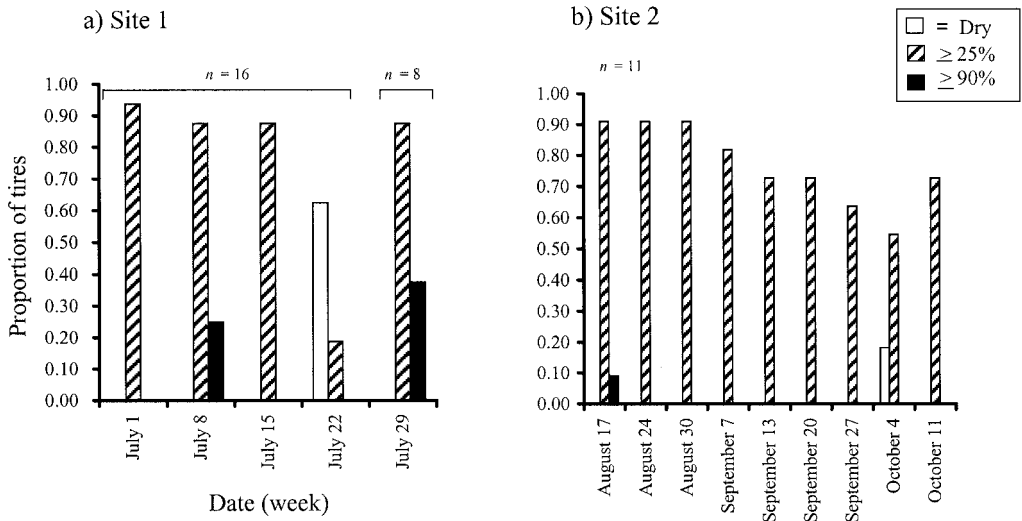 a) Site 1
n = 16
n = 8
1.00
0.90
0.80
0.70
0.60
0.50
0.40
0.30
0.20
0.10
0.00
Proportion of tires
July 1
July 8
July 15
July 22
July 29
Date (week)
b) Site 2
n = 11
1.00
0.90
0.80
0.70
0.60
0.50
0.40
0.30
0.20
0.10
0.00
August 17
August 24
August 30
September 7
September 13
September 20
September 27
October 4
October 11
= Dry
≥ 25%
≥ 90%